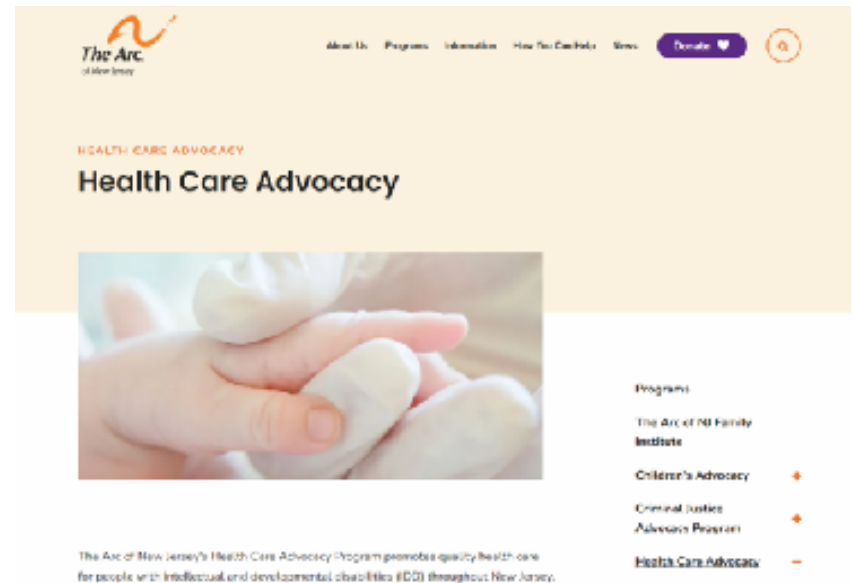 The Arc
of New Jersey
About Us Programs Information How You Can Help News Donate
HEALTH CARE ADVOCACY
Health Care Advocacy
Programs
The Arc of NJ Family
Institute
Children's Advocacy +
Criminal Justice
Advocacy Program +
Health Care Advocacy −
The Arc of New Jersey's Health Care Advocacy Program promotes quality health care
for people with intellectual and developmental disabilities (IDD) throughout New Jersey.